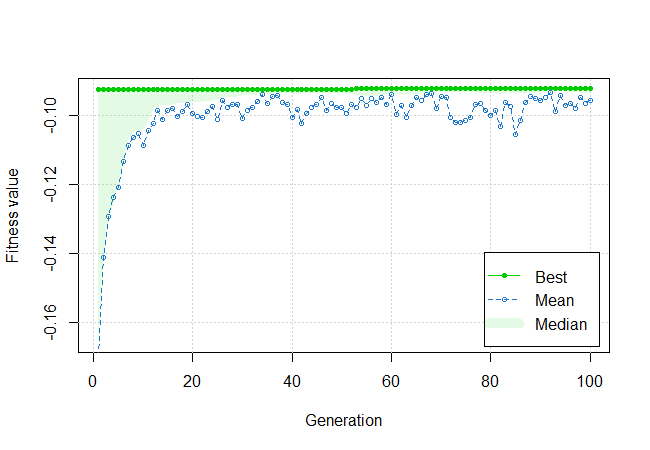 Fitness value
-0.10
-0.12
-0.14
-0.16
Best
Mean
Median
0 20 40 60 80 100
Generation